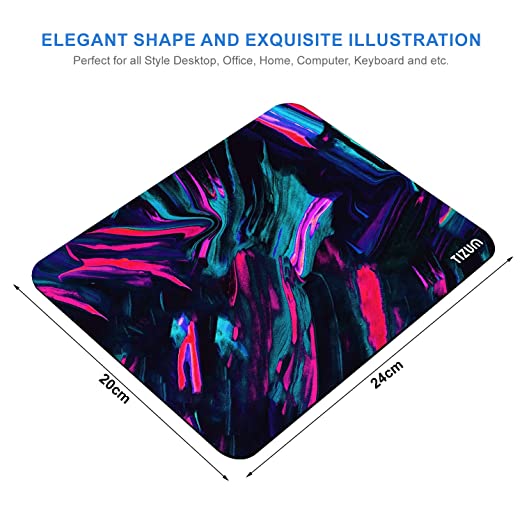 ELEGANT SHAPE AND EXQUISITE ILLUSTRATION
Perfect for all Style Desktop, Office, Home, Computer, Keyboard and etc.
TIZUM
20cm
24cm